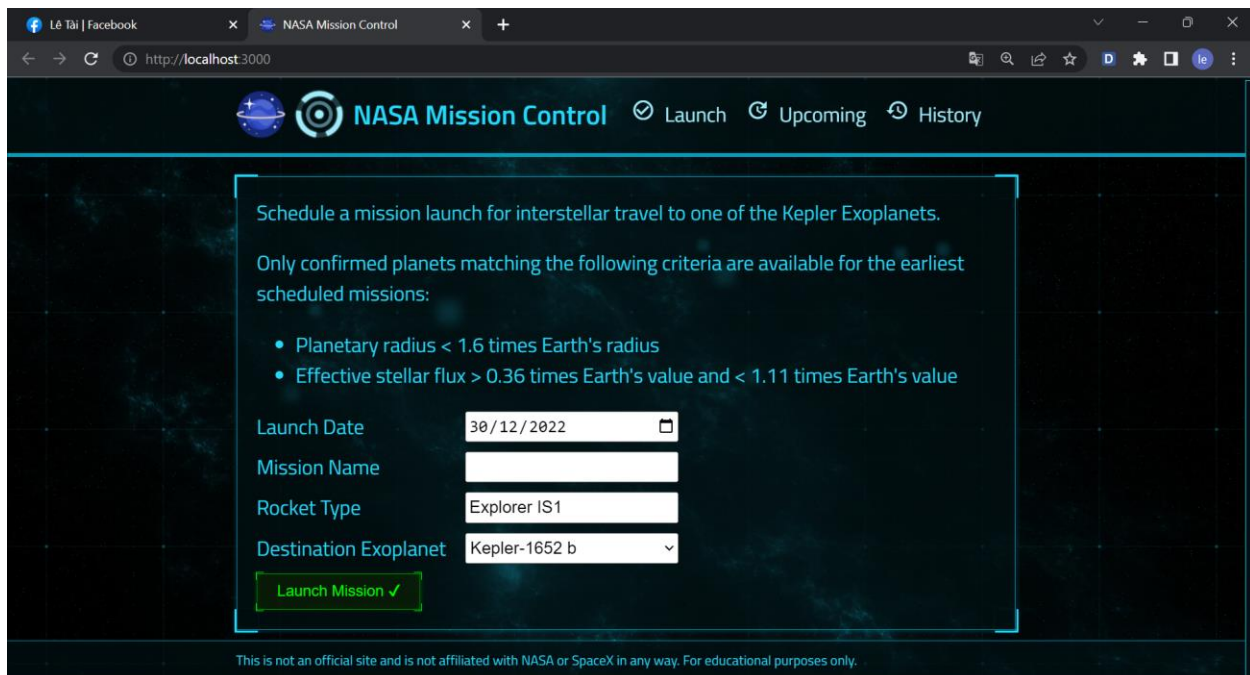 Lê Tài | Facebook
NASA Mission Control
http://localhost:3000
D
le
NASA Mission Control
Launch
Upcoming
History
Schedule a mission launch for interstellar travel to one of the Kepler Exoplanets.
Only confirmed planets matching the following criteria are available for the earliest
scheduled missions:
• Planetary radius < 1.6 times Earth's radius
• Effective stellar flux > 0.36 times Earth's value and < 1.11 times Earth's value
Launch Date 30/12/2022
Mission Name
Rocket Type Explorer IS1
Destination Exoplanet Kepler-1652 b
Launch Mission ✓
This is not an official site and is not affiliated with NASA or SpaceX in any way. For educational purposes only.